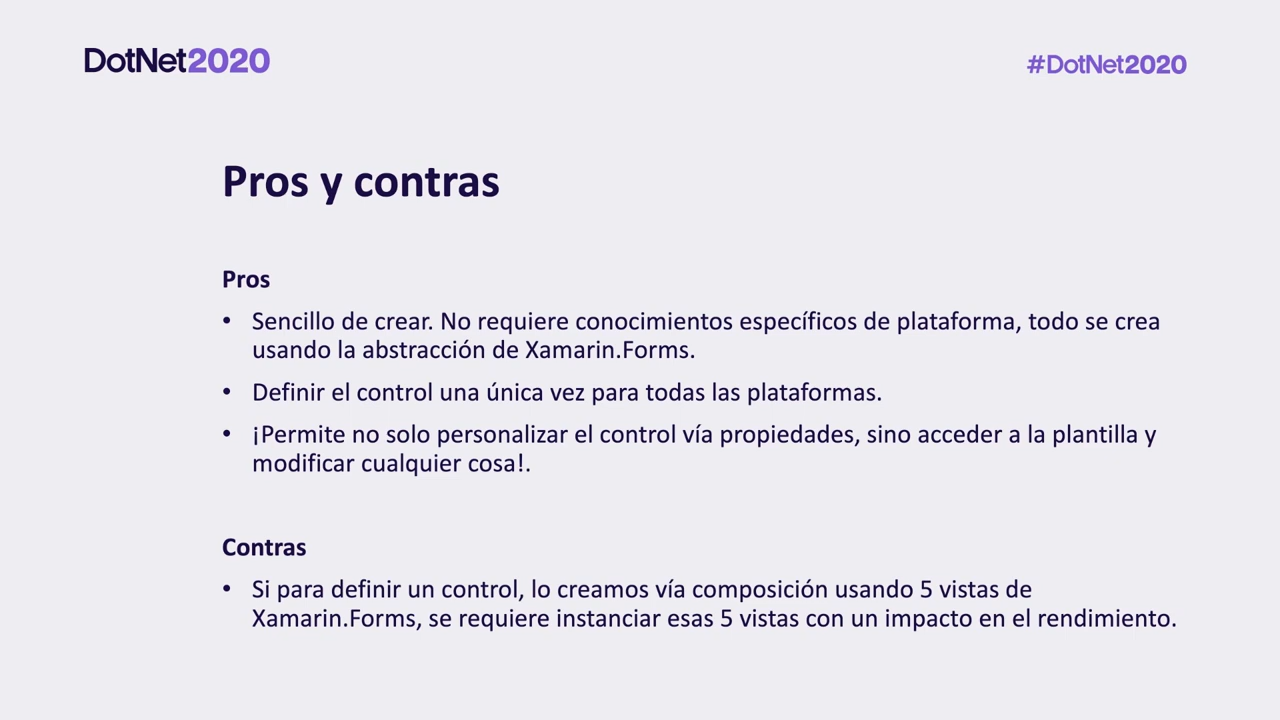 DotNet2020
#DotNet2020
Pros y contras
Pros
• Sencillo de crear. No requiere conocimientos específicos de plataforma, todo se crea
usando la abstracción de Xamarin.Forms.
• Definir el control una única vez para todas las plataformas.
• ¡Permite no solo personalizar el control vía propiedades, sino acceder a la plantilla y
modificar cualquier cosa!.
Contras
• Si para definir un control, lo creamos vía composición usando 5 vistas de
Xamarin.Forms, se requiere instanciar esas 5 vistas con un impacto en el rendimiento.